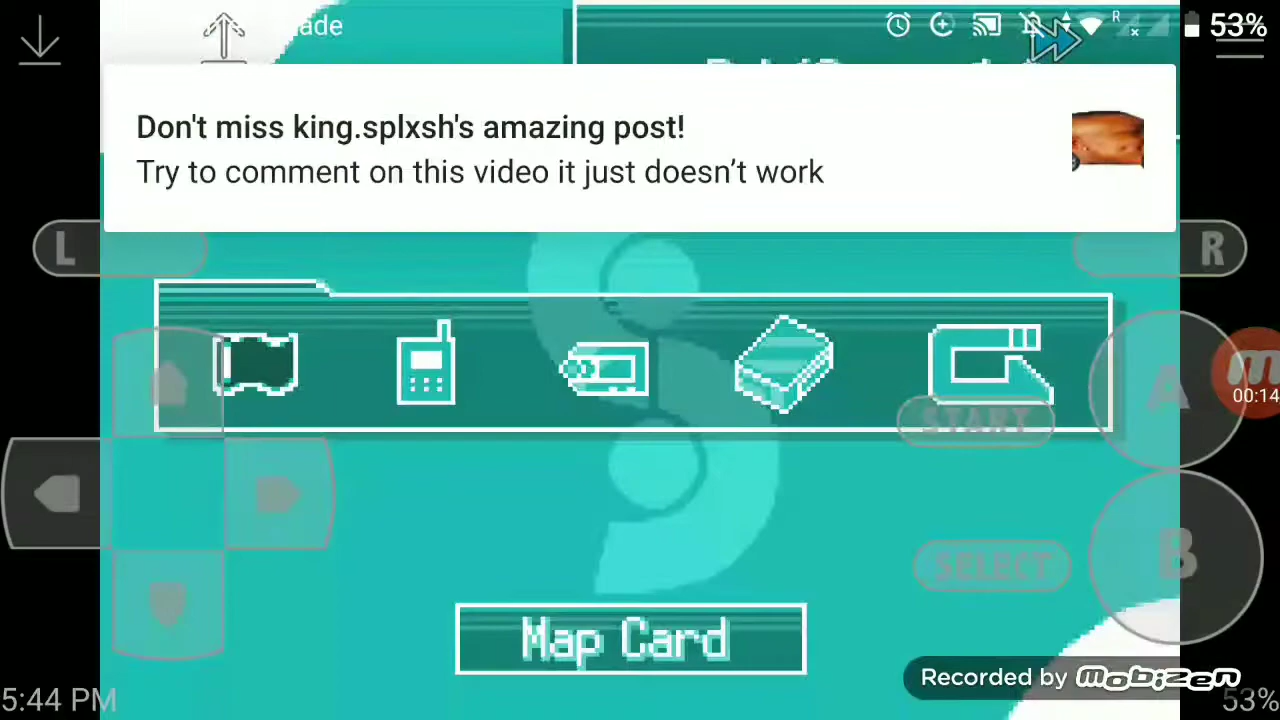 ade
R
53%
Don't miss king.splxsh's amazing post!
Try to comment on this video it just doesn’t work
L
R
A
00:14
START
B
SELECT
Map Card
Recorded by mobizen
5:44 PM
53%